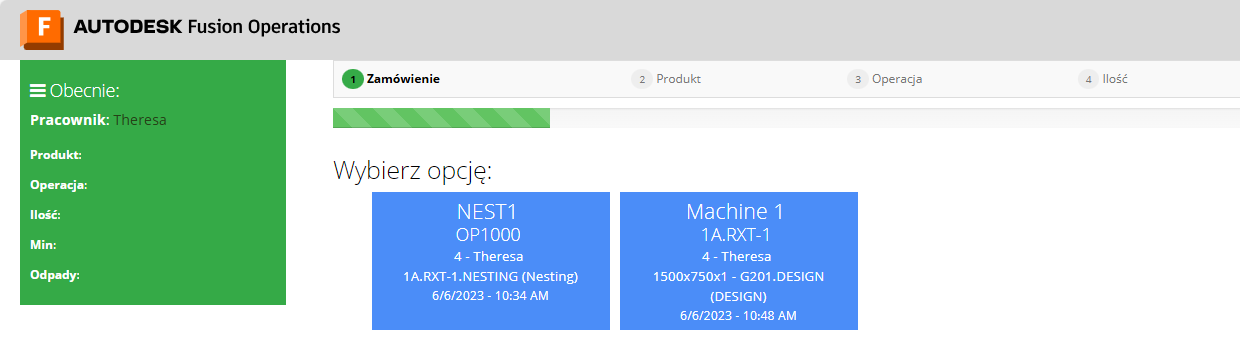 F AUTODESK Fusion Operations
Obecnie:
Pracownik: Theresa
Produkt:
Operacja:
Ilość:
Min:
Odpady:
1 Zamówienie 2 Produkt 3 Operacja 4 Ilość
Wybierz opcję:
NEST1
OP1000
4 - Theresa
1A.RXT-1.NESTING (Nesting)
6/6/2023 - 10:34 AM
Machine 1
1A.RXT-1
4 - Theresa
1500x750x1 - G201.DESIGN
(DESIGN)
6/6/2023 - 10:48 AM